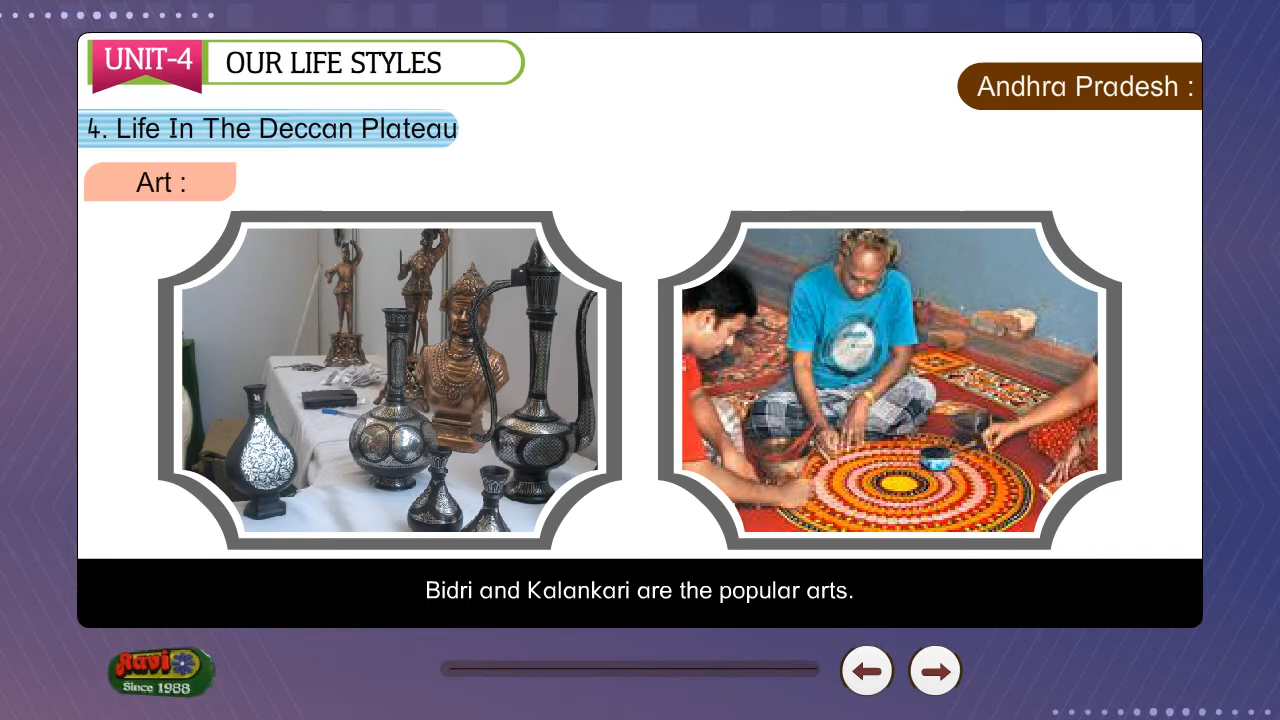 UNIT-4
OUR LIFE STYLES
Andhra Pradesh :
4. Life In The Deccan Plateau
Art :
Bidri and Kalankari are the popular arts.
Ravi
Since 1988